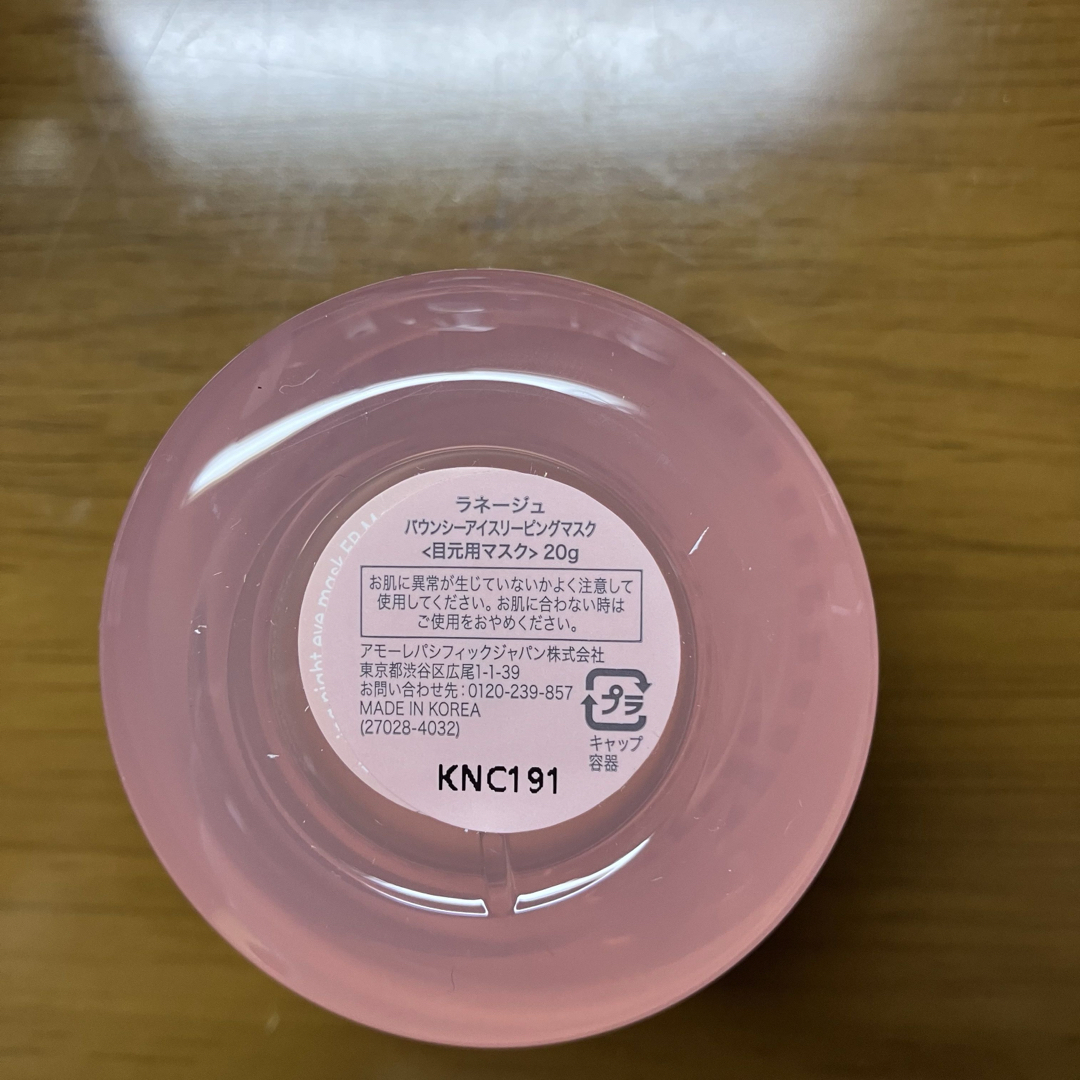 ラネージュ
バウンシーアイスリーピングマスク
<目元用マスク> 20g
お肌に異常が生じていないかよく注意して
使用してください。お肌に合わない時は
ご使用をおやめください。
アモーレパシフィックジャパン株式会社
東京都渋谷区広尾1-1-39
お問い合わせ先:0120-239-857
MADE IN KOREA
(27028-4032)
プラ
キャップ
容器
KNC191
night eye mask